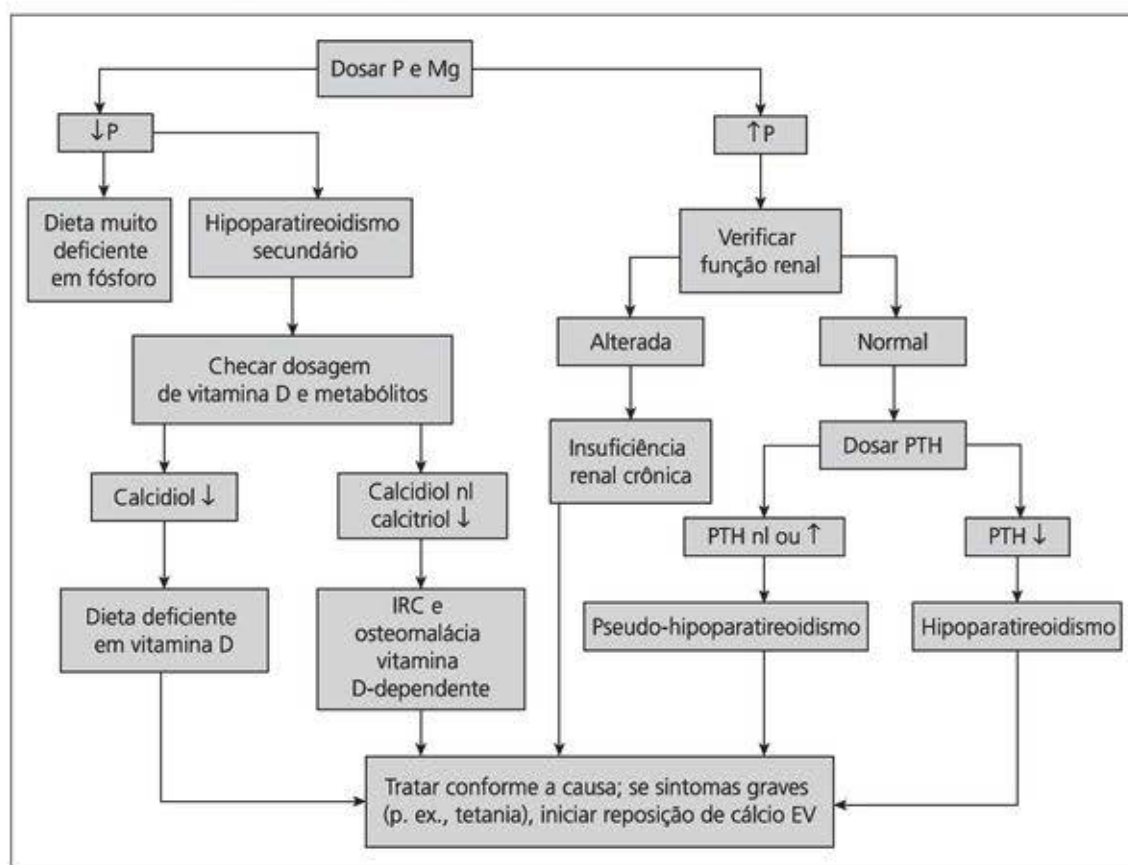 Dosar P e Mg
↓P
↑P
Dieta muito
deficiente
em fósforo
Hipoparatireoidismo
secundário
Verificar
função renal
Checar dosagem
de vitamina D e metabólitos
Alterada
Normal
Insuficiência
renal crônica
Dosar PTH
Calcidiol ↓
Calcidiol nl
calcitriol ↓
PTH nl ou ↑
PTH ↓
Dieta deficiente
em vitamina D
IRC e
osteomalácia
vitamina
D-dependente
Pseudo-hipoparatireoidismo
Hipoparatireoidismo
Tratar conforme a causa; se sintomas graves
(p. ex., tetania), iniciar reposição de cálcio EV